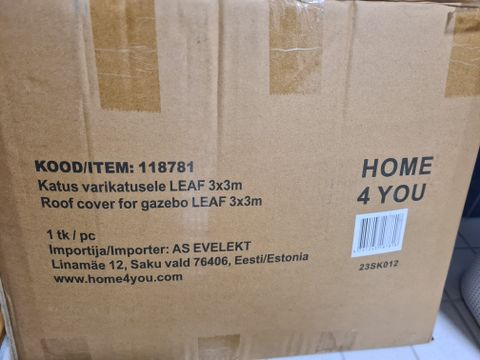 KOOD/ITEM: 118781
Katus varikatusele LEAF 3x3m
Roof cover for gazebo LEAF 3x3m
1 tk / pc
Importija/Importer: AS EVELEKT
Linamäe 12, Saku vald 76406, Eesti/Estonia
www.home4you.com
HOME
4 YOU
23SK012